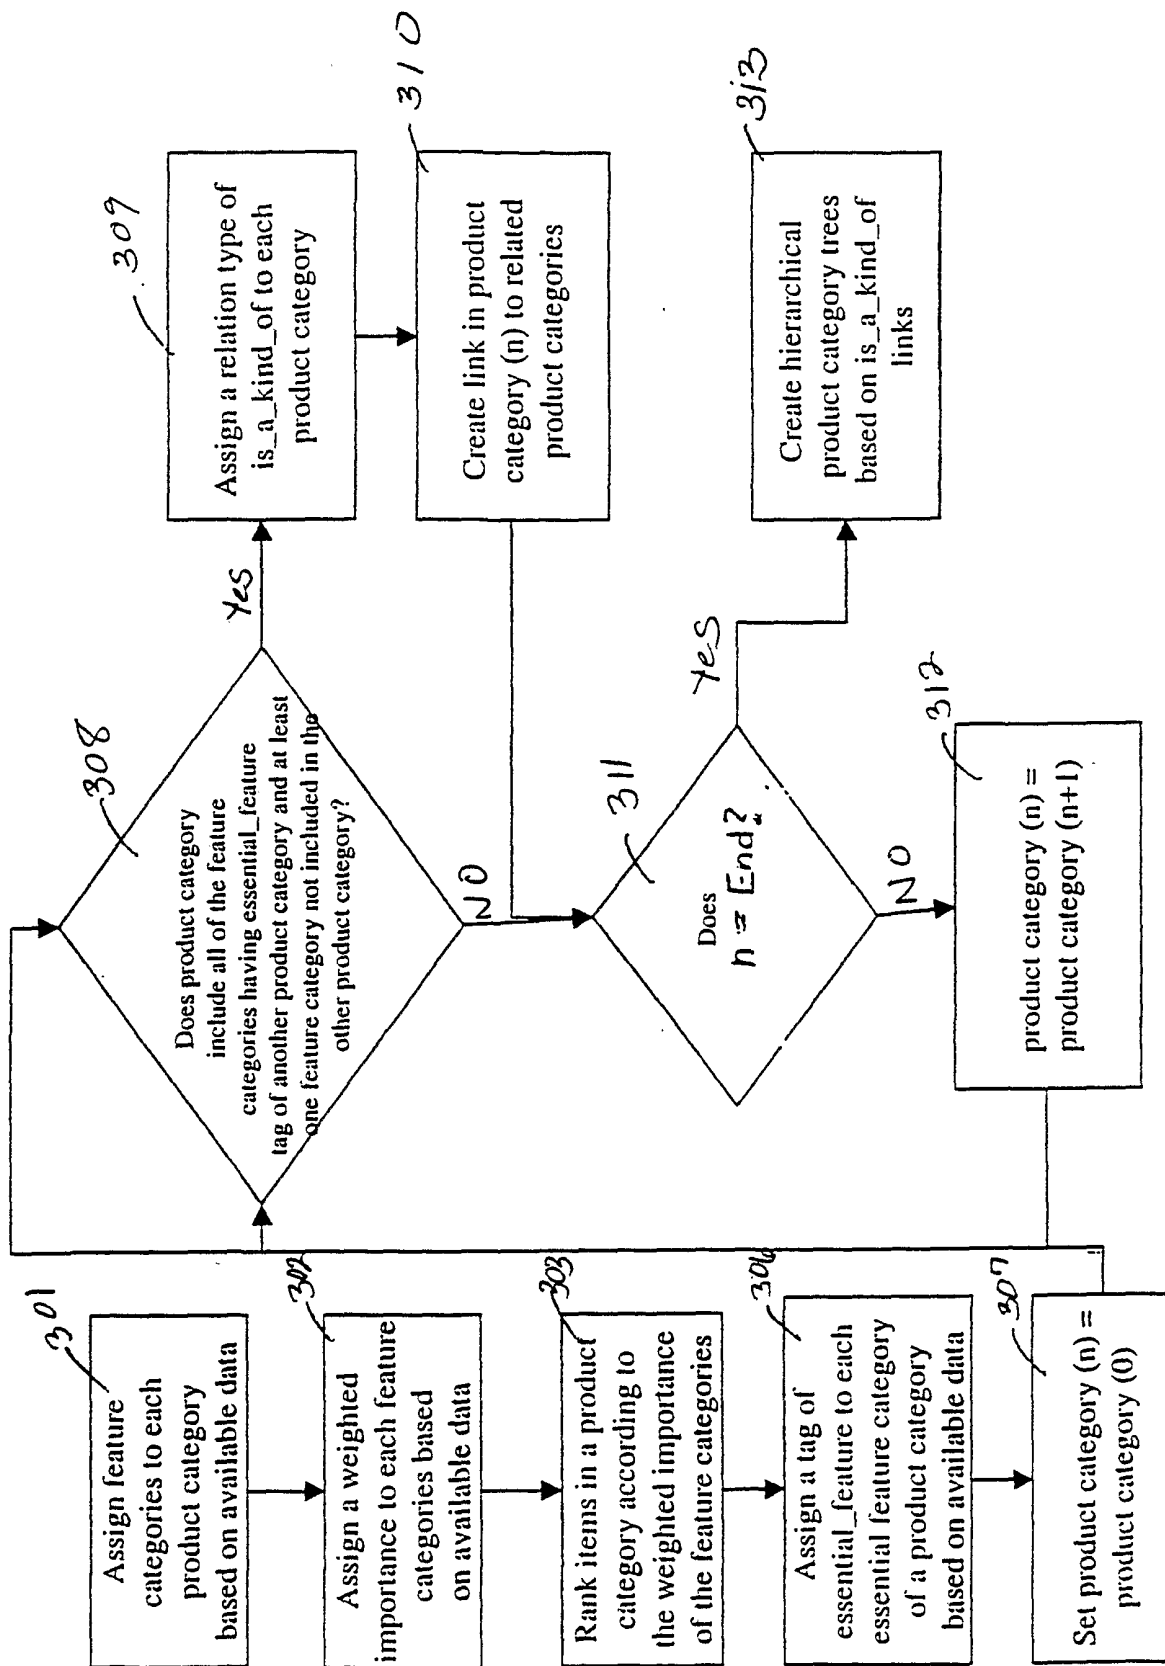 301
Assign feature
categories to each
product category
based on available data
302
Assign a weighted
importance to each feature
categories based
on available data
303
Rank items in a product
category according to
the weighted importance
of the feature categories
306
Assign a tag of
essential_feature to each
essential feature category
of a product category
based on available data
307
Set product category (n) =
product category (0)
308
Does product category
include all of the feature
categories having essential_feature
tag of another product category and at least
one feature category not included in the
other product category?
Yes
NO
309
Assign a relation type of
is_a_kind_of to each
product category
310
Create link in product
category (n) to related
product categories
311
Does
n = End?
Yes
NO
312
product category (n) =
product category (n+1)
313
Create hierarchical
product category trees
based on is_a_kind_of
links